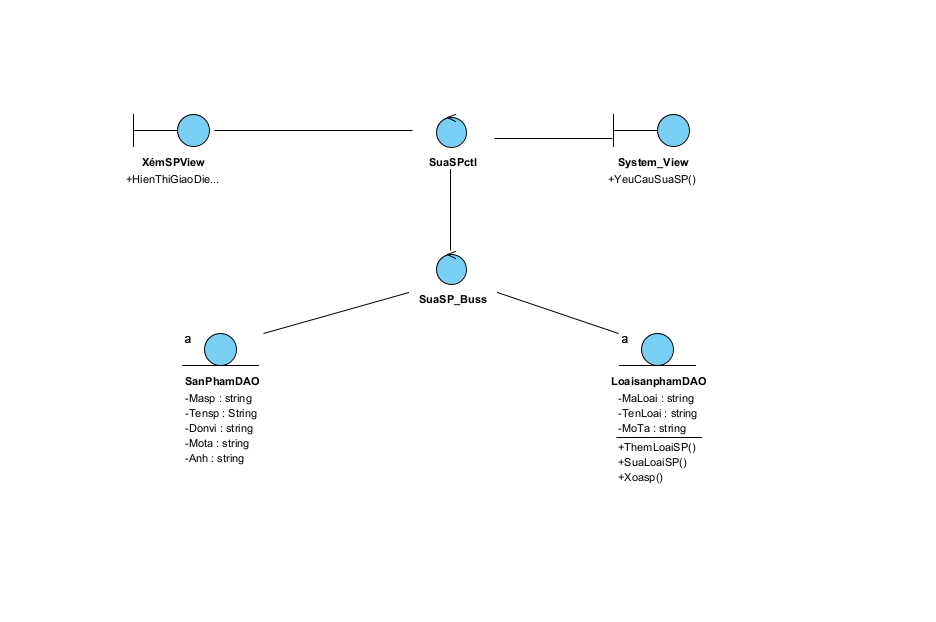 XémSPView
+HienThiGiaoDie...
SuaSPctl
System_View
+YeuCauSuaSP()
SuaSP_Buss
a
SanPhamDAO
-Masp : string
-Tensp : String
-Donvi : string
-Mota : string
-Anh : string
a
LoaisanphamDAO
-MaLoai : string
-TenLoai : string
-MoTa : string
+ThemLoaiSP()
+SuaLoaiSP()
+Xoasp()